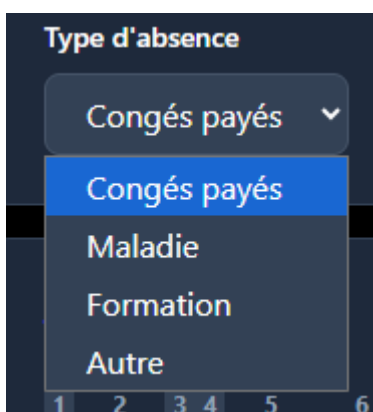 Type d'absence
Congés payés
Congés payés
Maladie
Formation
Autre
1 2 3 4 5 6